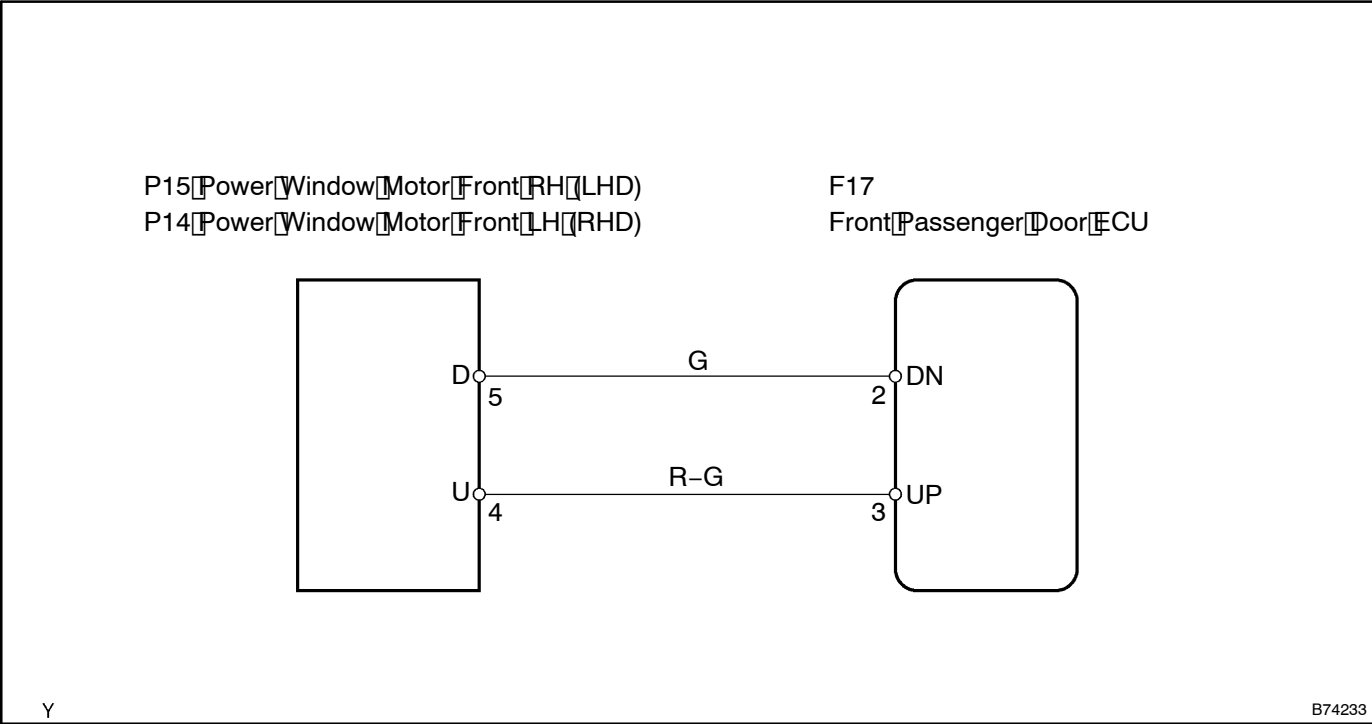 P15 Power Window Motor Front RH (LHD)
P14 Power Window Motor Front LH (RHD)
F17
Front Passenger Door ECU
G
D
5
2
DN
R–G
U
4
3
UP
Y
B74233